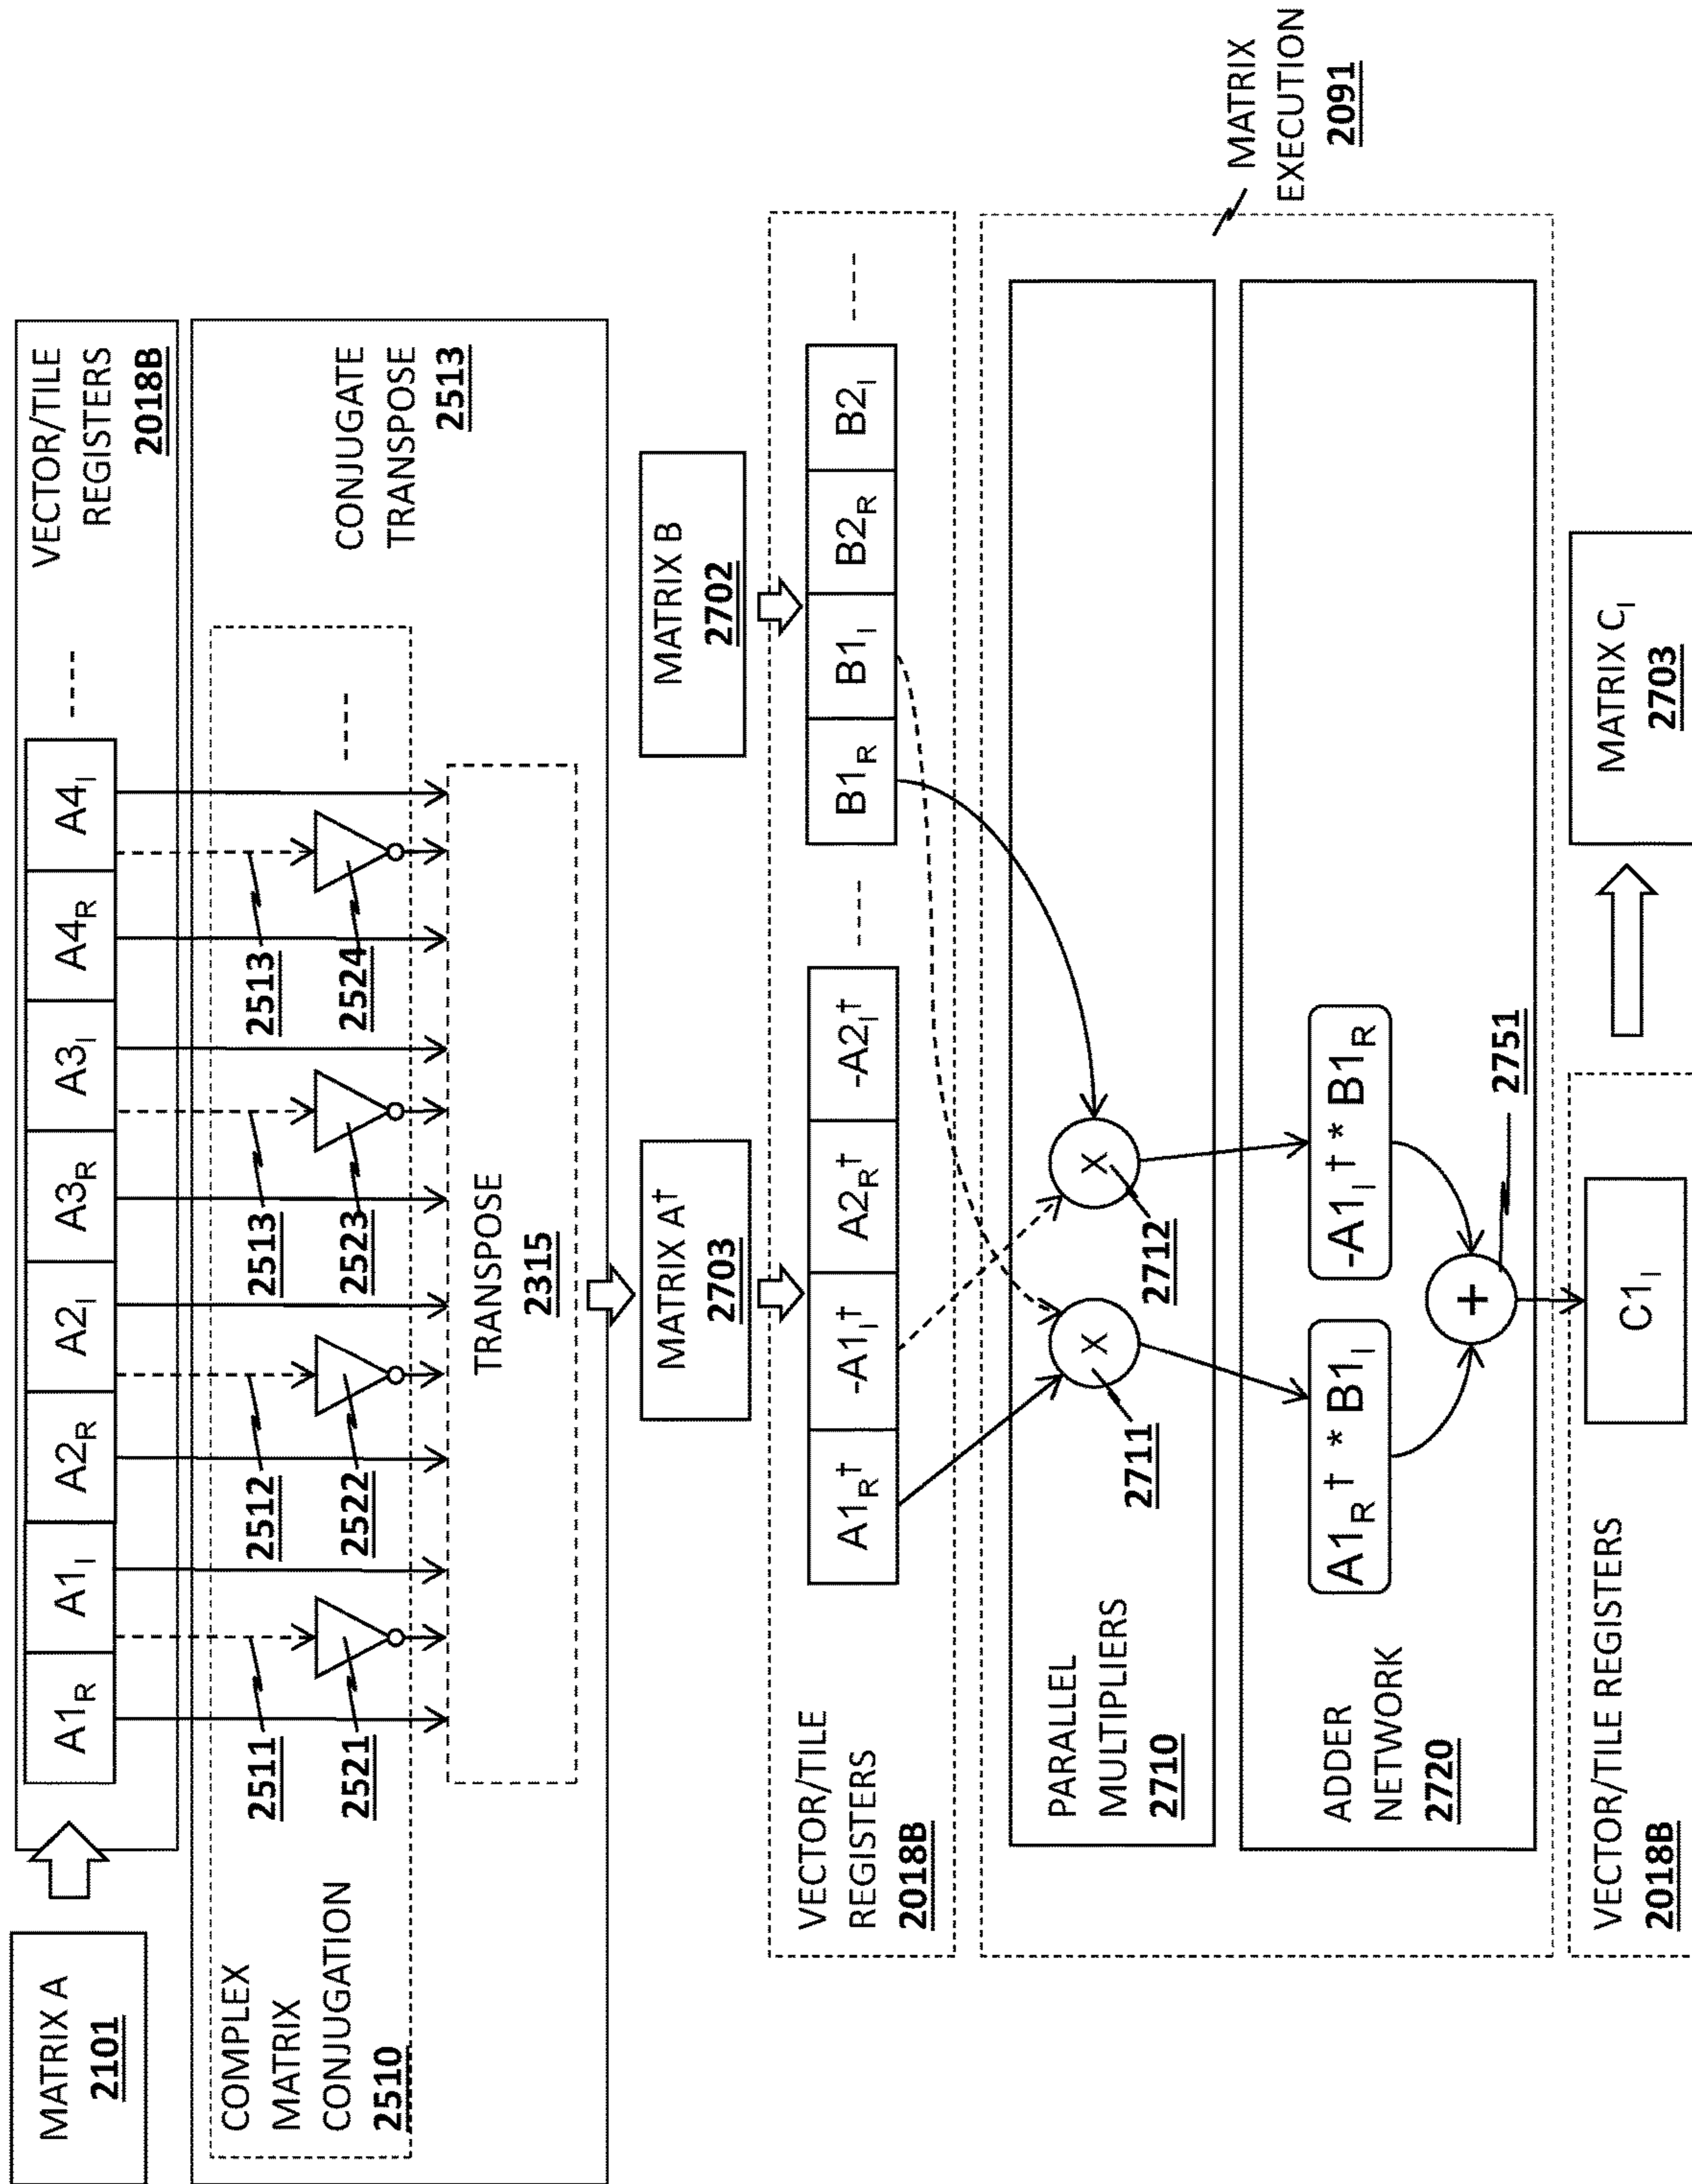 MATRIX A
2101
A1R
A1I
A2R
A2I
A3R
A3I
A4R
A4I
----
VECTOR/TILE
REGISTERS
2018B
COMPLEX
MATRIX
CONJUGATION
2510
2511
2521
2512
2522
2513
2523
2513
2524
----
TRANSPOSE
2315
CONJUGATE
TRANSPOSE
2513
MATRIX A†
2703
MATRIX B
2702
VECTOR/TILE
REGISTERS
2018B
A1R†
-A1I†
A2R†
-A2I†
----
B1R
B1I
B2R
B2I
----
PARALLEL
MULTIPLIERS
2710
X
2711
X
2712
MATRIX
EXECUTION
2091
ADDER
NETWORK
2720
A1R† * B1I
-A1I† * B1R
+
2751
VECTOR/TILE REGISTERS
2018B
C1I
MATRIX CI
2703